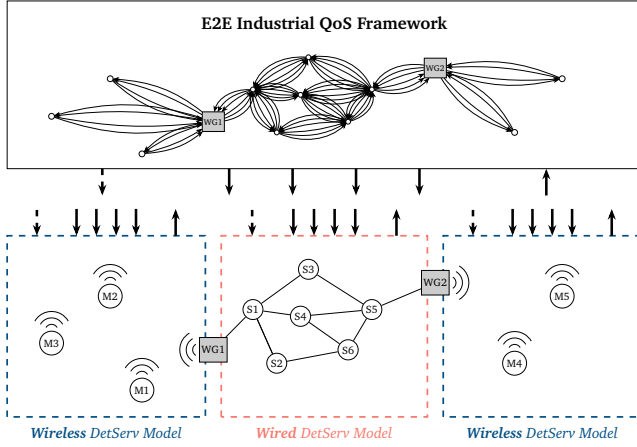 E2E Industrial QoS Framework
WG2
WG1
S3
M2
M5
WG2
S1
S4
S5
M3
WG1
S6
S2
M4
M1
Wireless DetServ Model
Wired DetServ Model
Wireless DetServ Model